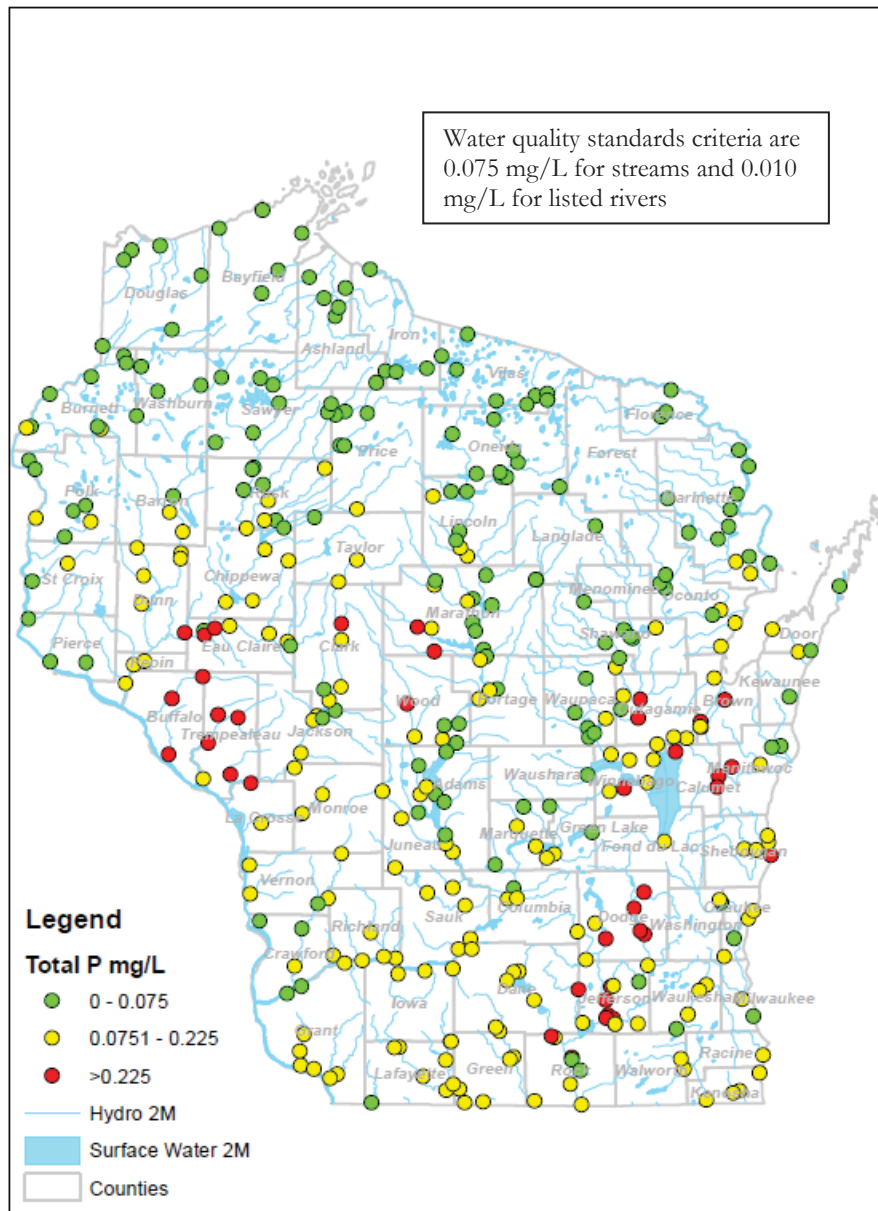 Water quality standards criteria are
0.075 mg/L for streams and 0.010
mg/L for listed rivers
Douglas
Bayfield
Ashland
Iron
Vilas
Burnett
Washburn
Sawyer
Price
Oneida
Forest
Florence
Marinette
Polk
Barron
Rusk
Lincoln
Langlade
Taylor
St Croix
Dunn
Chippewa
Menominee
Oconto
Marathon
Shawano
Door
Pierce
Pepin
Eau Claire
Clark
Kewaunee
Buffalo
Trempealeau
Jackson
Wood
Portage
Waupaca
Outagamie
Brown
Waushara
Winnebago
Calumet
Manitowoc
Adams
La Crosse
Monroe
Juneau
Marquette
Green Lake
Fond du Lac
Sheboygan
Vernon
Richland
Sauk
Columbia
Dodge
Washington
Ozaukee
Crawford
Iowa
Dane
Jefferson
Waukesha
Milwaukee
Grant
Lafayette
Green
Rock
Walworth
Racine
Kenosha
Legend
Total P mg/L
0 - 0.075
0.0751 - 0.225
>0.225
Hydro 2M
Surface Water 2M
Counties